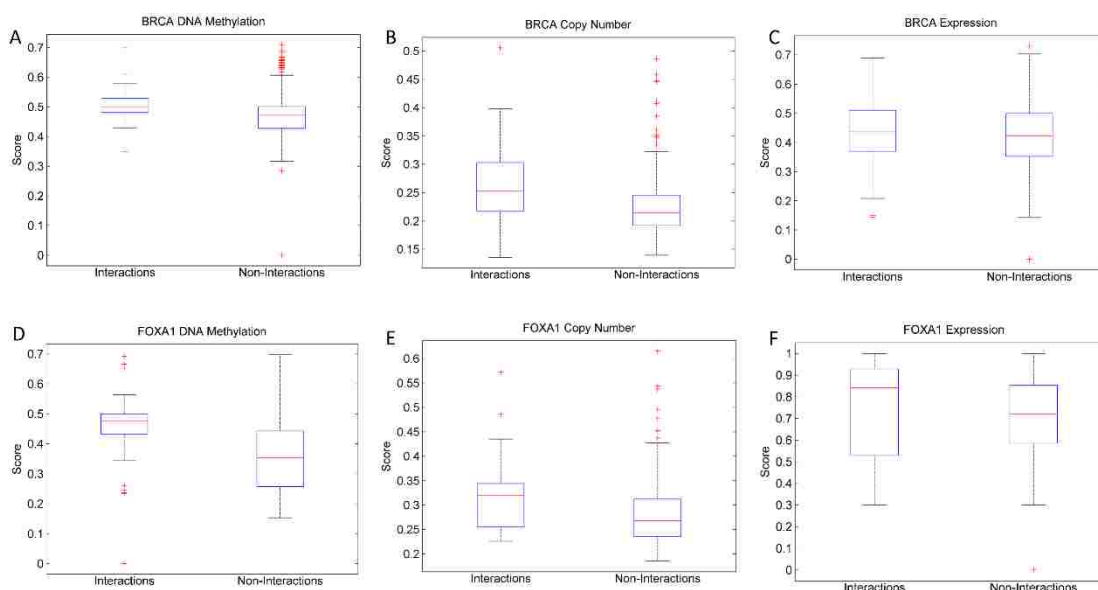 A
BRCA DNA Methylation
0.7
0.6
0.5
0.4
0.3
0.2
0.1
0
Score
Interactions Non-Interactions
B
BRCA Copy Number
0.5
0.45
0.4
0.35
0.3
0.25
0.2
0.15
Score
Interactions Non-Interactions
C
BRCA Expression
0.7
0.6
0.5
0.4
0.3
0.2
0.1
0
Score
Interactions Non-Interactions
D
FOXA1 DNA Methylation
0.7
0.6
0.5
0.4
0.3
0.2
0.1
0
Score
Interactions Non-Interactions
E
FOXA1 Copy Number
0.6
0.55
0.5
0.45
0.4
0.35
0.3
0.25
0.2
Score
Interactions Non-Interactions
F
FOXA1 Expression
1
0.9
0.8
0.7
0.6
0.5
0.4
0.3
0.2
0.1
0
Score
Interactions Non-Interactions